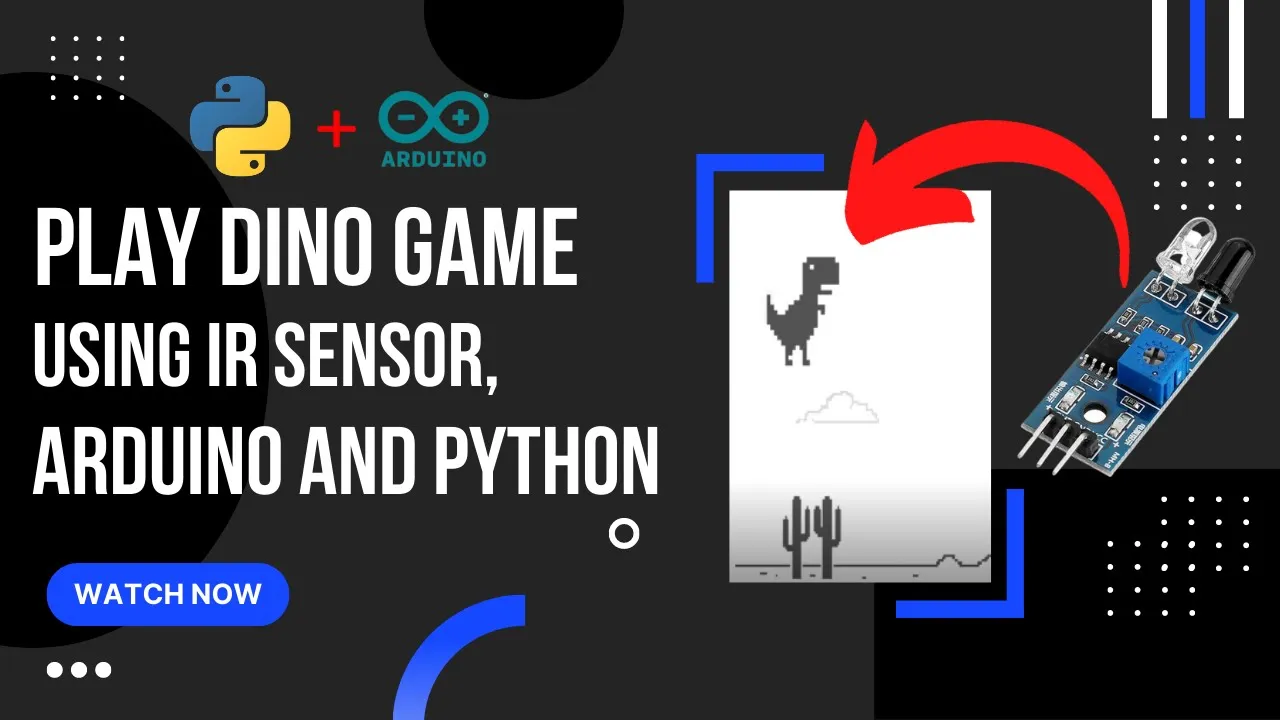 ARDUINO
PLAY DINO GAME
USING IR SENSOR,
ARDUINO AND PYTHON
WATCH NOW